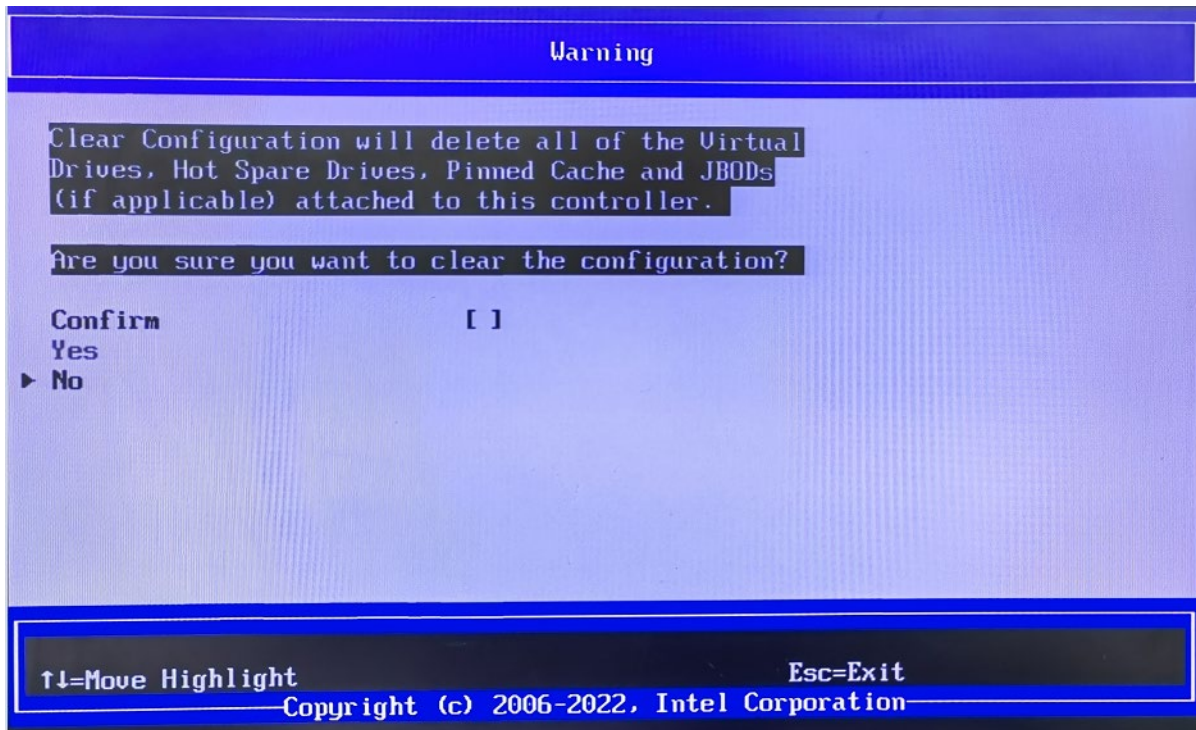 Warning
Clear Configuration will delete all of the Virtual
Drives, Hot Spare Drives, Pinned Cache and JBODs
(if applicable) attached to this controller.
Are you sure you want to clear the configuration?
Confirm [ ]
Yes
▶ No
↑↓=Move Highlight Esc=Exit
Copyright (c) 2006-2022, Intel Corporation